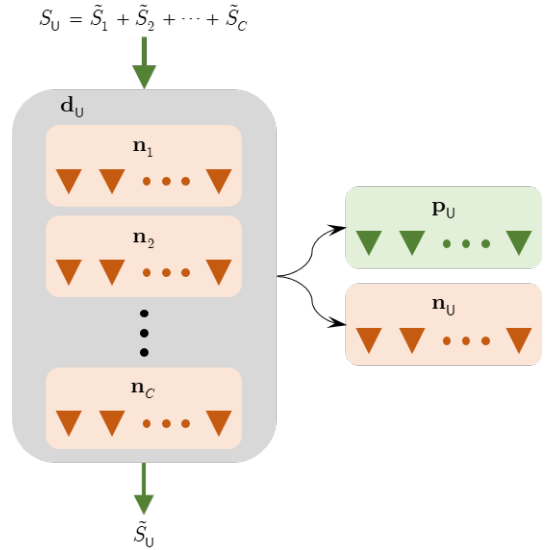 S_U = S̃_1 + S̃_2 + ⋯ + S̃_C
d_U
n_1
n_2
n_C
p_U
n_U
S̃_U